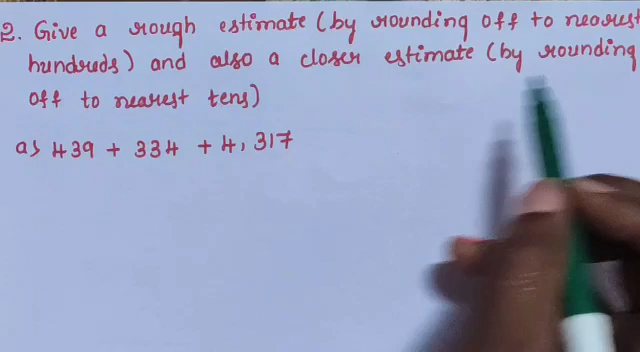 2. Give a rough estimate (by rounding off to nearest
hundreds) and also a closer estimate (by rounding
off to nearest tens)
a) 439 + 334 + 4,317